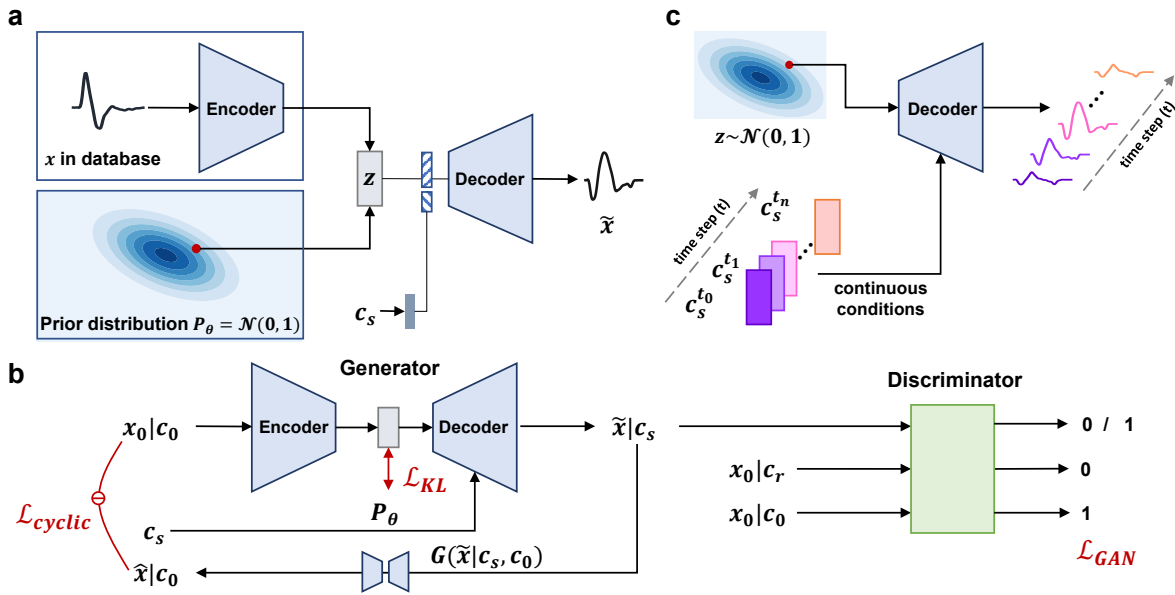 a
Encoder
x in database
z
Decoder
x̃
Prior distribution P_θ = 𝒩(0, 1)
c_s
c
Decoder
z~𝒩(0, 1)
time step (t)
time step (t)
c_s^{t_n}
c_s^{t_1}
c_s^{t_0}
continuous
conditions
b
Generator
Discriminator
x_0|c_0
Encoder
Decoder
x̃|c_s
0 / 1
ℒ_KL
x_0|c_r
0
P_θ
ℒ_cyclic
c_s
x_0|c_0
1
G(x̃|c_s, c_0)
x̂|c_0
ℒ_GAN